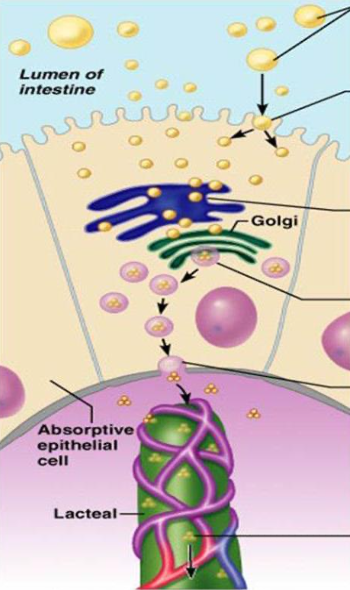 Lumen of
intestine
Golgi
Absorptive
epithelial
cell
Lacteal